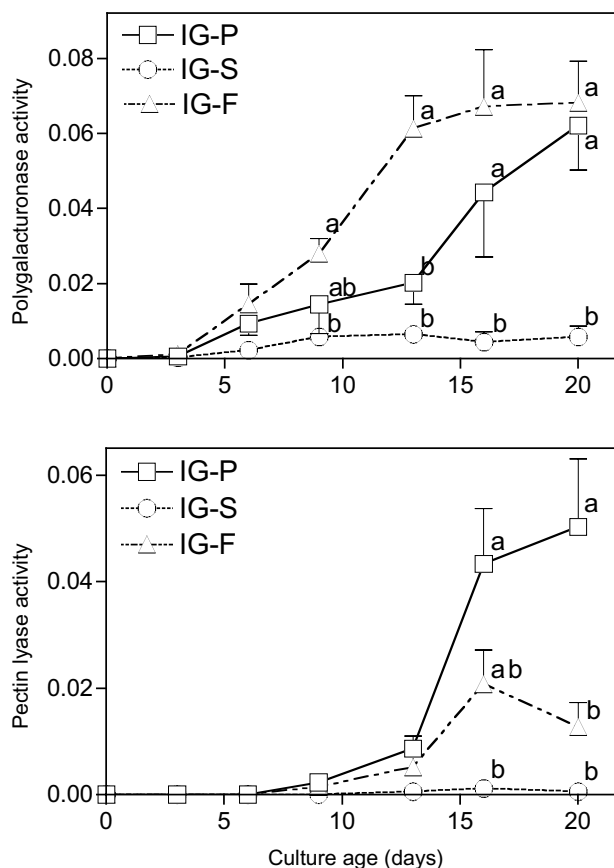 Polygalacturonase activity
IG-P
IG-S
IG-F
0.08
0.06
0.04
0.02
0.00
a
a
a
a
a
a
ab
b
b
b
b
b
0
5
10
15
20
Pectin lyase activity
IG-P
IG-S
IG-F
0.06
0.04
0.02
0.00
a
a
ab
b
b
b
0
5
10
15
20
Culture age (days)